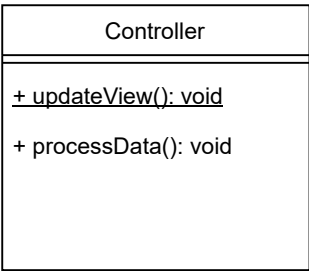 Controller
+ updateView(): void
+ processData(): void